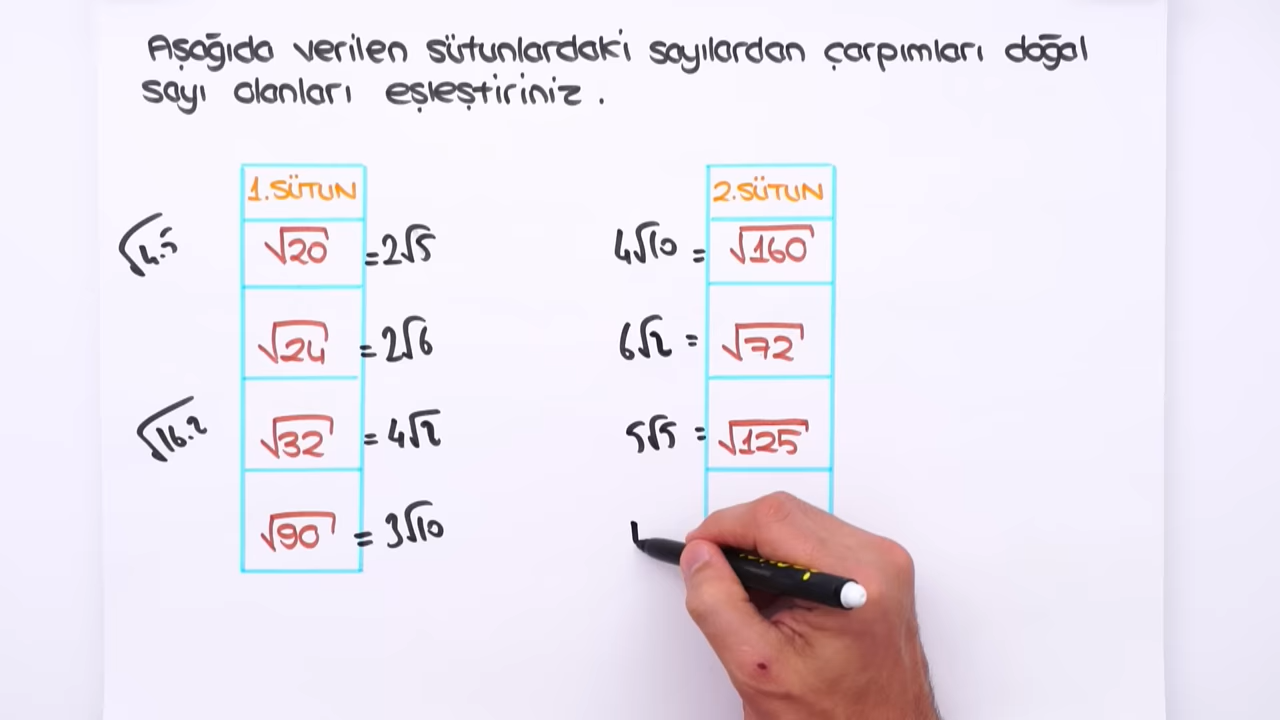 Aşağıda verilen sütunlardaki sayılardan çarpımları doğal
sayı olanları eşleştiriniz.
1.SÜTUN
2.SÜTUN
√4.5 √20 = 2√5
4√10 = √160
√24 = 2√6
6√2 = √72
√16.2 √32 = 4√2
5√5 = √125
√90 = 3√10